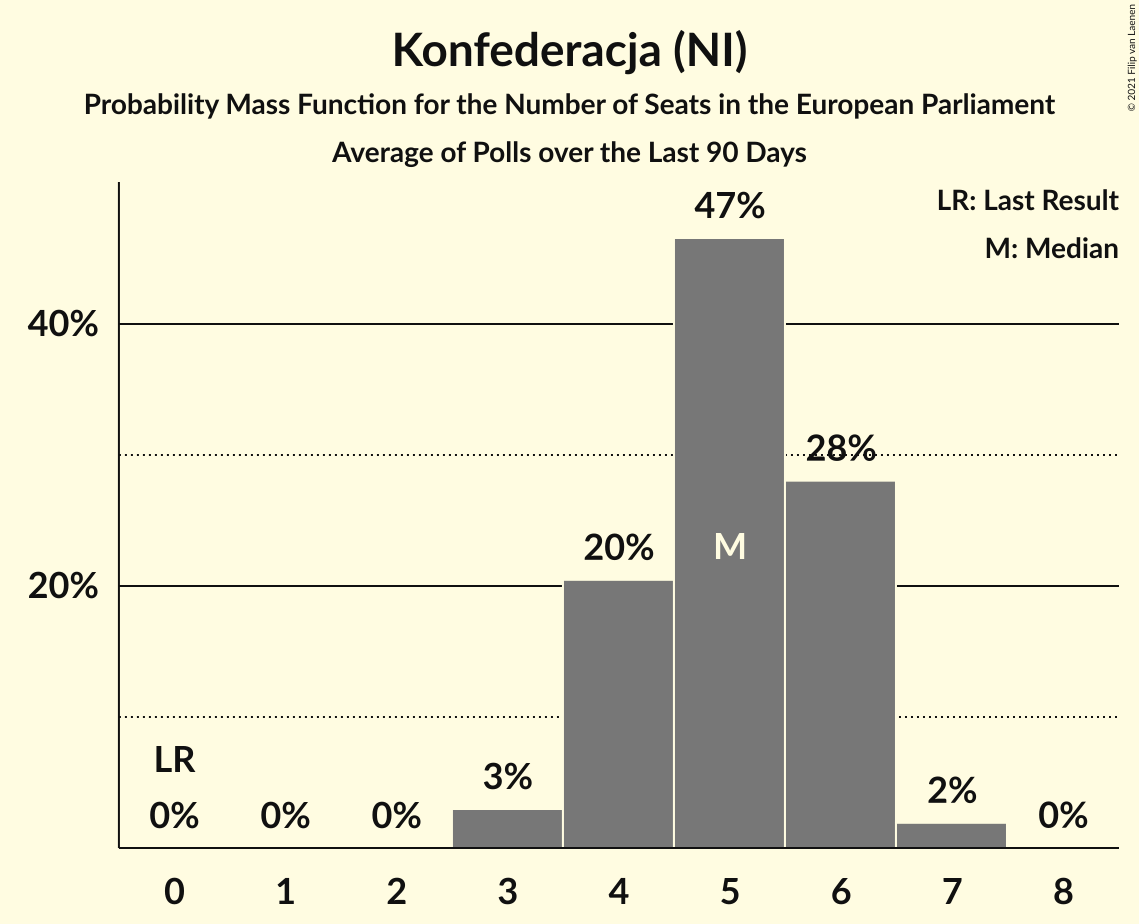 Konfederacja (NI)
Probability Mass Function for the Number of Seats in the European Parliament
Average of Polls over the Last 90 Days
© 2021 Filip van Laenen
LR: Last Result
M: Median
47%
40%
28%
20%
M
20%
LR
3%
2%
0%
0%
0%
0%
0 1 2 3 4 5 6 7 8